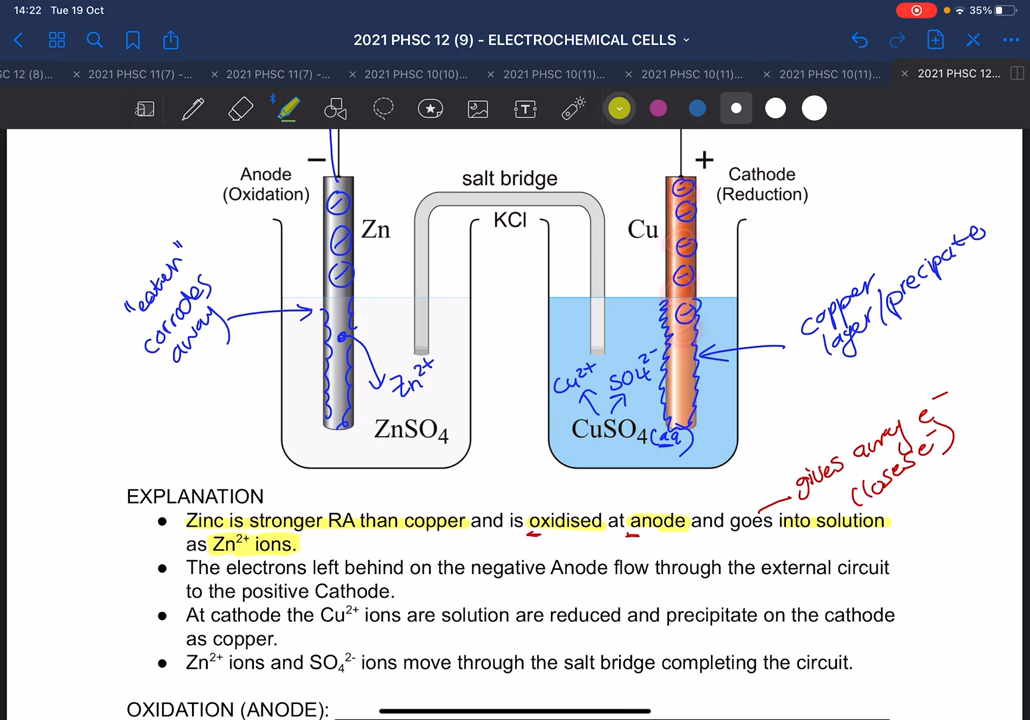 14:22 Tue 19 Oct
35%
2021 PHSC 12 (9) - ELECTROCHEMICAL CELLS
SC 12 (8)...
2021 PHSC 11(7) -...
2021 PHSC 11(7) -...
2021 PHSC 10(10)...
2021 PHSC 10(11)...
2021 PHSC 10(11)...
2021 PHSC 10(11)...
2021 PHSC 12...
−
+
Anode
(Oxidation)
salt bridge
Cathode
(Reduction)
Zn
KCl
Cu
"eaten"
corrodes
away
copper
layer/precipate
Zn²⁺
Cu²⁺
SO4²⁻
ZnSO₄
CuSO₄(aq)
gives away e⁻
(loses e⁻)
EXPLANATION
• Zinc is stronger RA than copper and is oxidised at anode and goes into solution
as Zn²⁺ ions.
• The electrons left behind on the negative Anode flow through the external circuit
to the positive Cathode.
• At cathode the Cu²⁺ ions are solution are reduced and precipitate on the cathode
as copper.
• Zn²⁺ ions and SO₄²⁻ ions move through the salt bridge completing the circuit.
OXIDATION (ANODE):